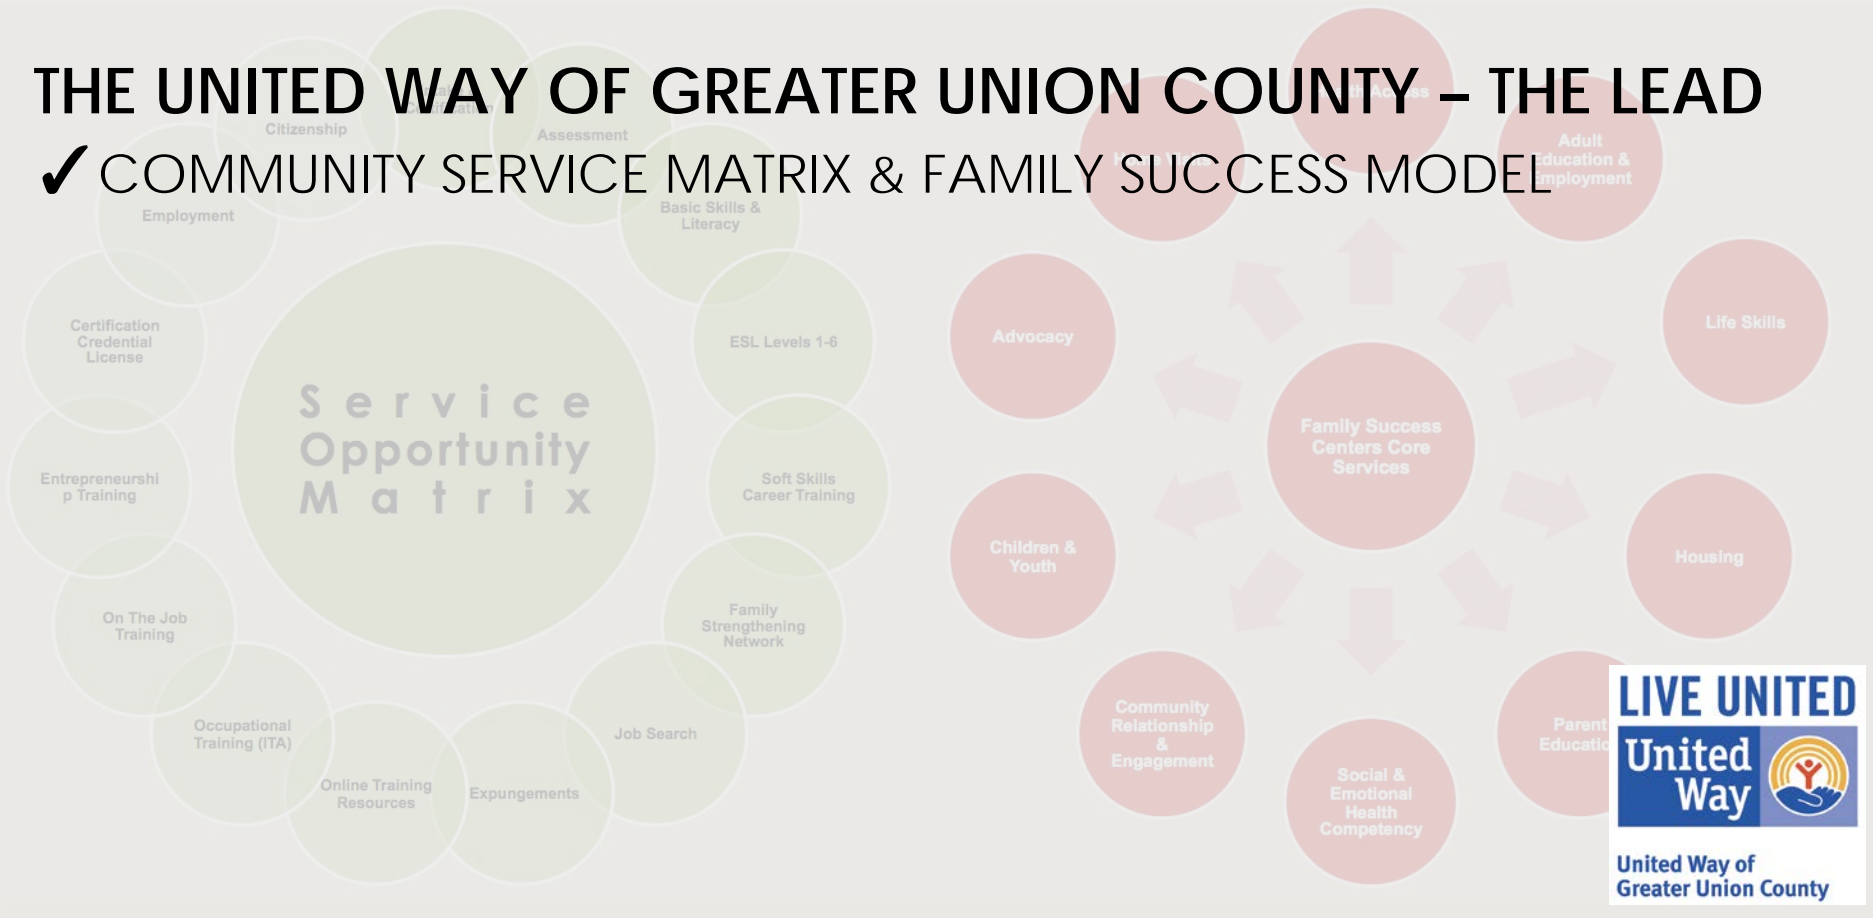 THE UNITED WAY OF GREATER UNION COUNTY – THE LEAD
✓COMMUNITY SERVICE MATRIX & FAMILY SUCCESS MODEL
Citizenship
Assessment
Basic Skills &
Literacy
ESL Levels 1-6
Soft Skills
Career Training
Family
Strengthening
Network
Job Search
Expungements
Online Training
Resources
Occupational
Training (ITA)
On The Job
Training
Entrepreneurshi
p Training
Certification
Credential
License
Employment
Service
Opportunity
Matrix
Adult
Education &
Employment
Life Skills
Housing
Parent
Educatio
Social &
Emotional
Health
Competency
Community
Relationship
&
Engagement
Children &
Youth
Advocacy
Family Success
Centers Core
Services
LIVE UNITED
United
Way
United Way of
Greater Union County